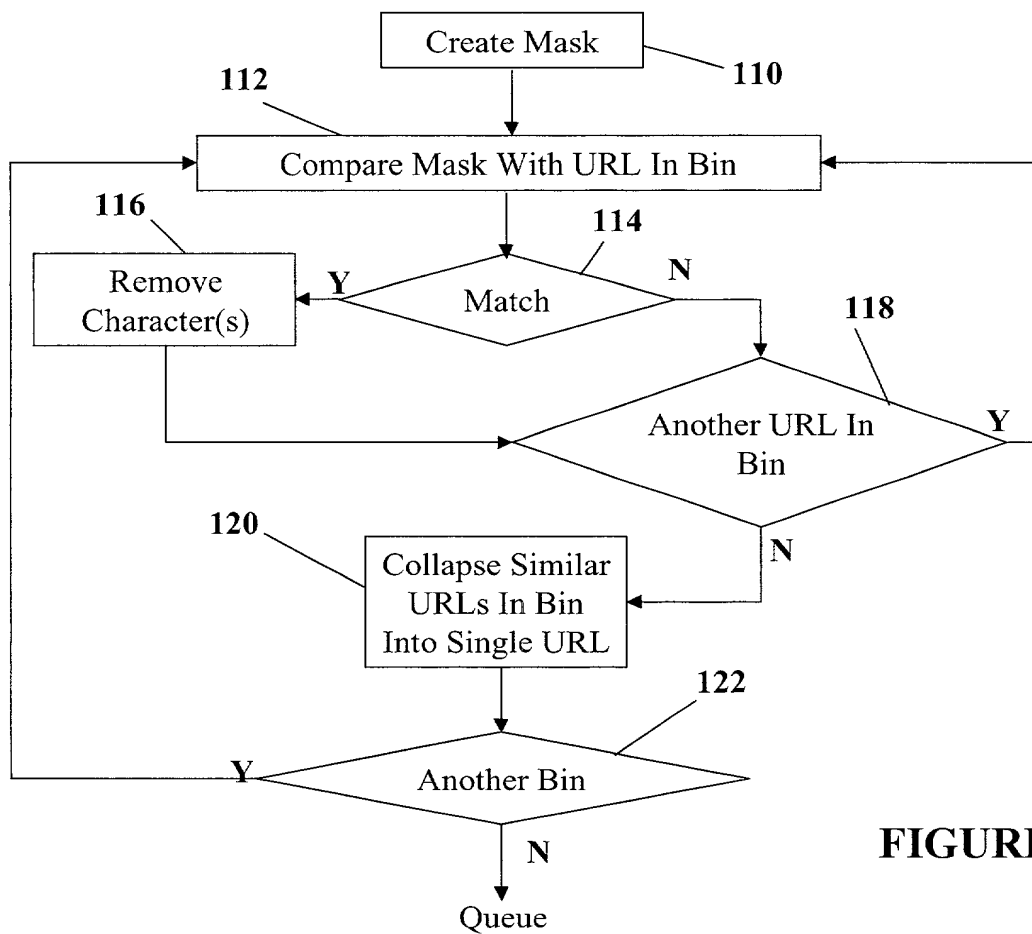 Create Mask
110
112
Compare Mask With URL In Bin
116
114
Y
N
Remove
Character(s)
Match
118
Another URL In
Bin
Y
120
N
Collapse Similar
URLs In Bin
Into Single URL
122
Y
Another Bin
N
FIGURE
Queue